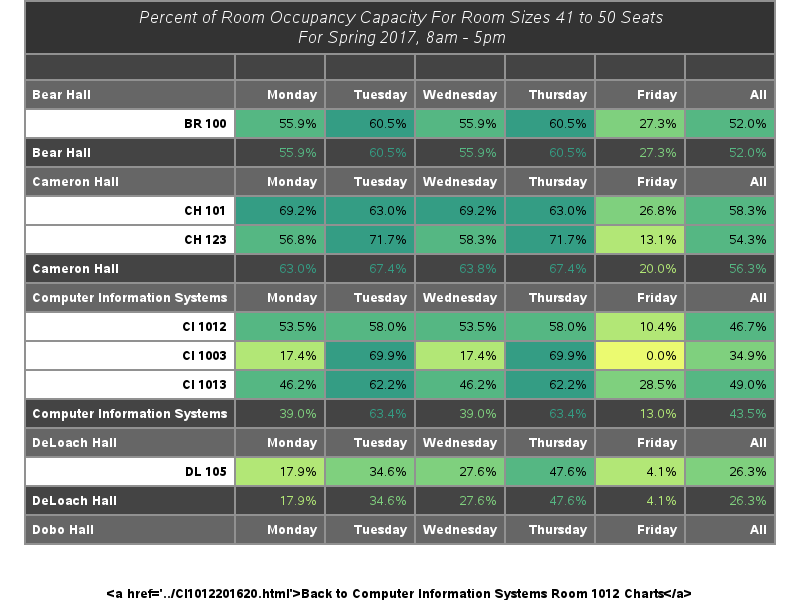 Percent of Room Occupancy Capacity For Room Sizes 41 to 50 Seats
For Spring 2017, 8am - 5pm
Bear Hall Monday Tuesday Wednesday Thursday Friday All
BR 100 55.9% 60.5% 55.9% 60.5% 27.3% 52.0%
Bear Hall 55.9% 60.5% 55.9% 60.5% 27.3% 52.0%
Cameron Hall Monday Tuesday Wednesday Thursday Friday All
CH 101 69.2% 63.0% 69.2% 63.0% 26.8% 58.3%
CH 123 56.8% 71.7% 58.3% 71.7% 13.1% 54.3%
Cameron Hall 63.0% 67.4% 63.8% 67.4% 20.0% 56.3%
Computer Information Systems Monday Tuesday Wednesday Thursday Friday All
CI 1012 53.5% 58.0% 53.5% 58.0% 10.4% 46.7%
CI 1003 17.4% 69.9% 17.4% 69.9% 0.0% 34.9%
CI 1013 46.2% 62.2% 46.2% 62.2% 28.5% 49.0%
Computer Information Systems 39.0% 63.4% 39.0% 63.4% 13.0% 43.5%
DeLoach Hall Monday Tuesday Wednesday Thursday Friday All
DL 105 17.9% 34.6% 27.6% 47.6% 4.1% 26.3%
DeLoach Hall 17.9% 34.6% 27.6% 47.6% 4.1% 26.3%
Dobo Hall Monday Tuesday Wednesday Thursday Friday All
<a href='../CI1012201620.html'>Back to Computer Information Systems Room 1012 Charts</a>